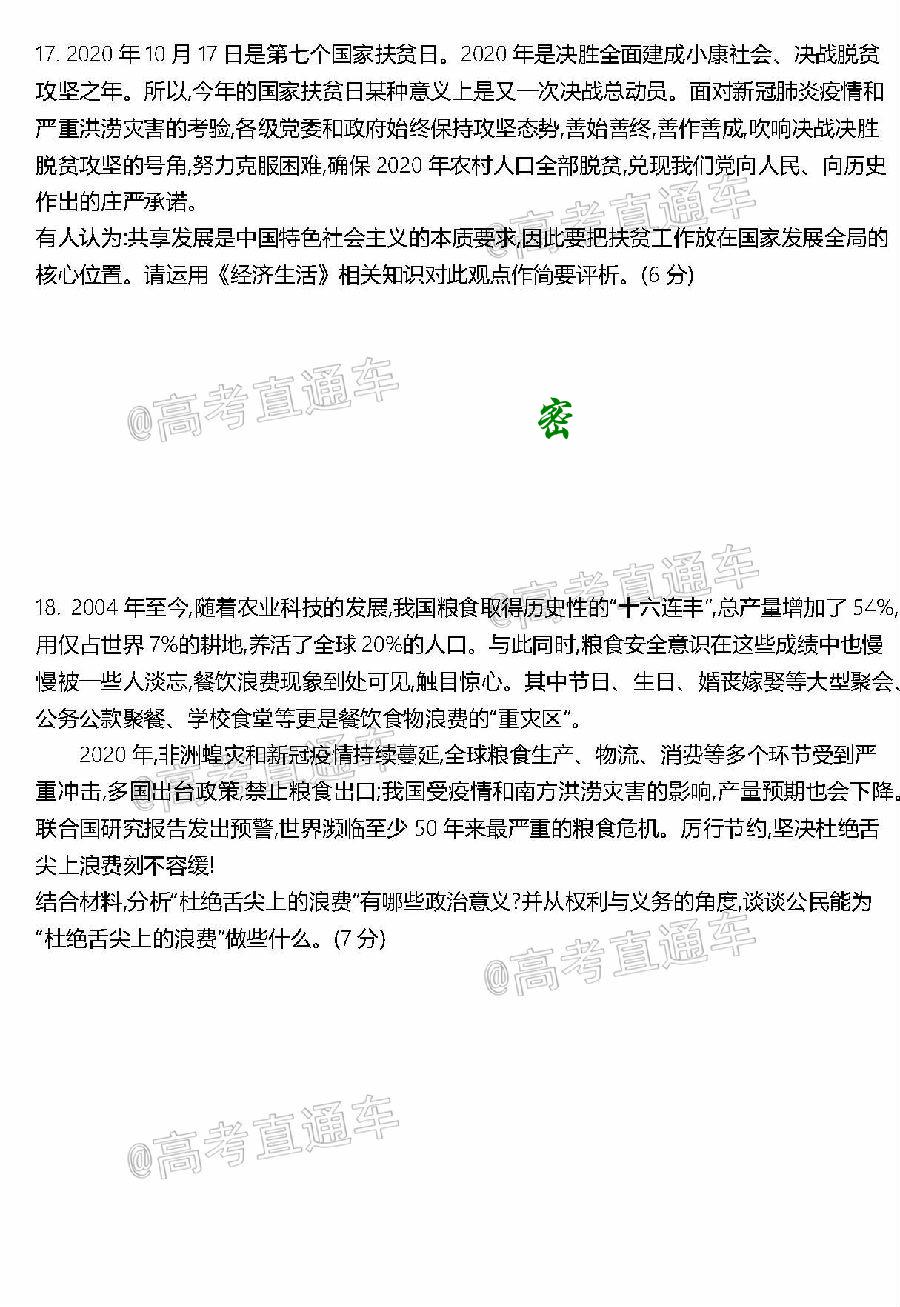 17. 2020 年 10 月 17 日是第七个国家扶贫日。2020 年是决胜全面建成小康社会、决战脱贫
攻坚之年。所以,今年的国家扶贫日某种意义上是又一次决战总动员。面对新冠肺炎疫情和
严重洪涝灾害的考验,各级党委和政府始终保持攻坚态势,善始善终,善作善成,吹响决战决胜
脱贫攻坚的号角,努力克服困难,确保 2020 年农村人口全部脱贫,兑现我们党向人民、向历史
作出的庄严承诺。
@高考直通车
有人认为:共享发展是中国特色社会主义的本质要求,因此要把扶贫工作放在国家发展全局的
核心位置。请运用《经济生活》相关知识对此观点作简要评析。(6 分)
@高考直通车
密
@高考直通车
18. 2004 年至今,随着农业科技的发展,我国粮食取得历史性的“十六连丰”,总产量增加了 54%,
用仅占世界 7%的耕地,养活了全球 20%的人口。与此同时,粮食安全意识在这些成绩中也慢
慢被一些人淡忘,餐饮浪费现象到处可见,触目惊心。其中节日、生日、婚丧嫁娶等大型聚会、
公务公款聚餐、学校食堂等更是餐饮食物浪费的“重灾区”。
2020 年,非洲蝗灾和新冠疫情持续蔓延,全球粮食生产、物流、消费等多个环节受到严
@高考直通车
重冲击,多国出台政策,禁止粮食出口;我国受疫情和南方洪涝灾害的影响,产量预期也会下降。
联合国研究报告发出预警,世界濒临至少 50 年来最严重的粮食危机。厉行节约,坚决杜绝舌
尖上浪费刻不容缓!
结合材料,分析“杜绝舌尖上的浪费”有哪些政治意义?并从权利与义务的角度,谈谈公民能为
“杜绝舌尖上的浪费”做些什么。(7 分)
@高考直通车
@高考直通车